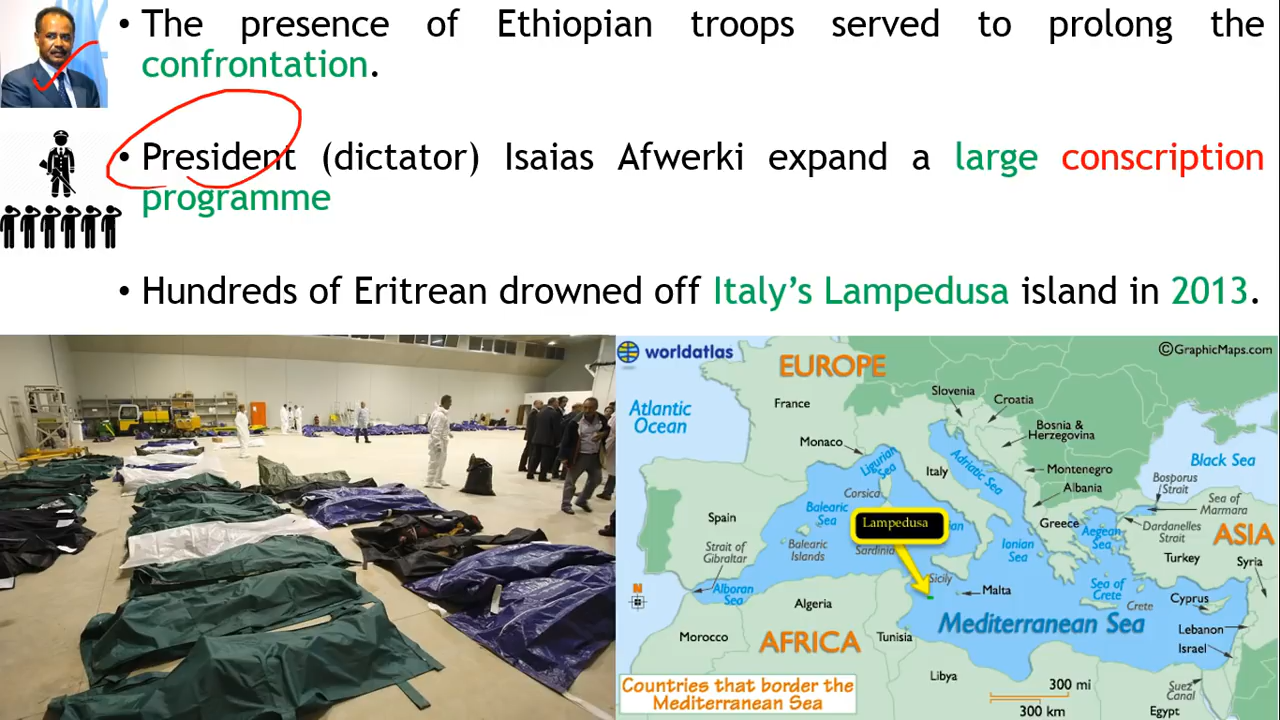 • The presence of Ethiopian troops served to prolong the
confrontation.
• President (dictator) Isaias Afwerki expand a large conscription
programme
• Hundreds of Eritrean drowned off Italy's Lampedusa island in 2013.
worldatlas
© GraphicMaps.com
EUROPE
Atlantic
Ocean
France
Slovenia
Croatia
Bosnia &
Herzegovina
Monaco
Ligurian
Sea
Italy
Adriatic Sea
Montenegro
Albania
Black Sea
Bosporus
Strait
Sea of
Marmara
Corsica
Balearic
Sea
Lampedusa
Spain
Greece
Aegean
Sea
Dardanelles
Strait
ASIA
Strait of
Gibraltar
Balearic
Islands
Sardinia
Ionian
Sea
Turkey
Syria
N
Alboran
Sea
Sicily
Malta
Sea of
Crete
Crete
Cyprus
Algeria
Mediterranean Sea
Lebanon
Morocco
AFRICA
Tunisia
Israel
Libya
Suez
Canal
Egypt
Countries that border the
Mediterranean Sea
300 mi
300 km